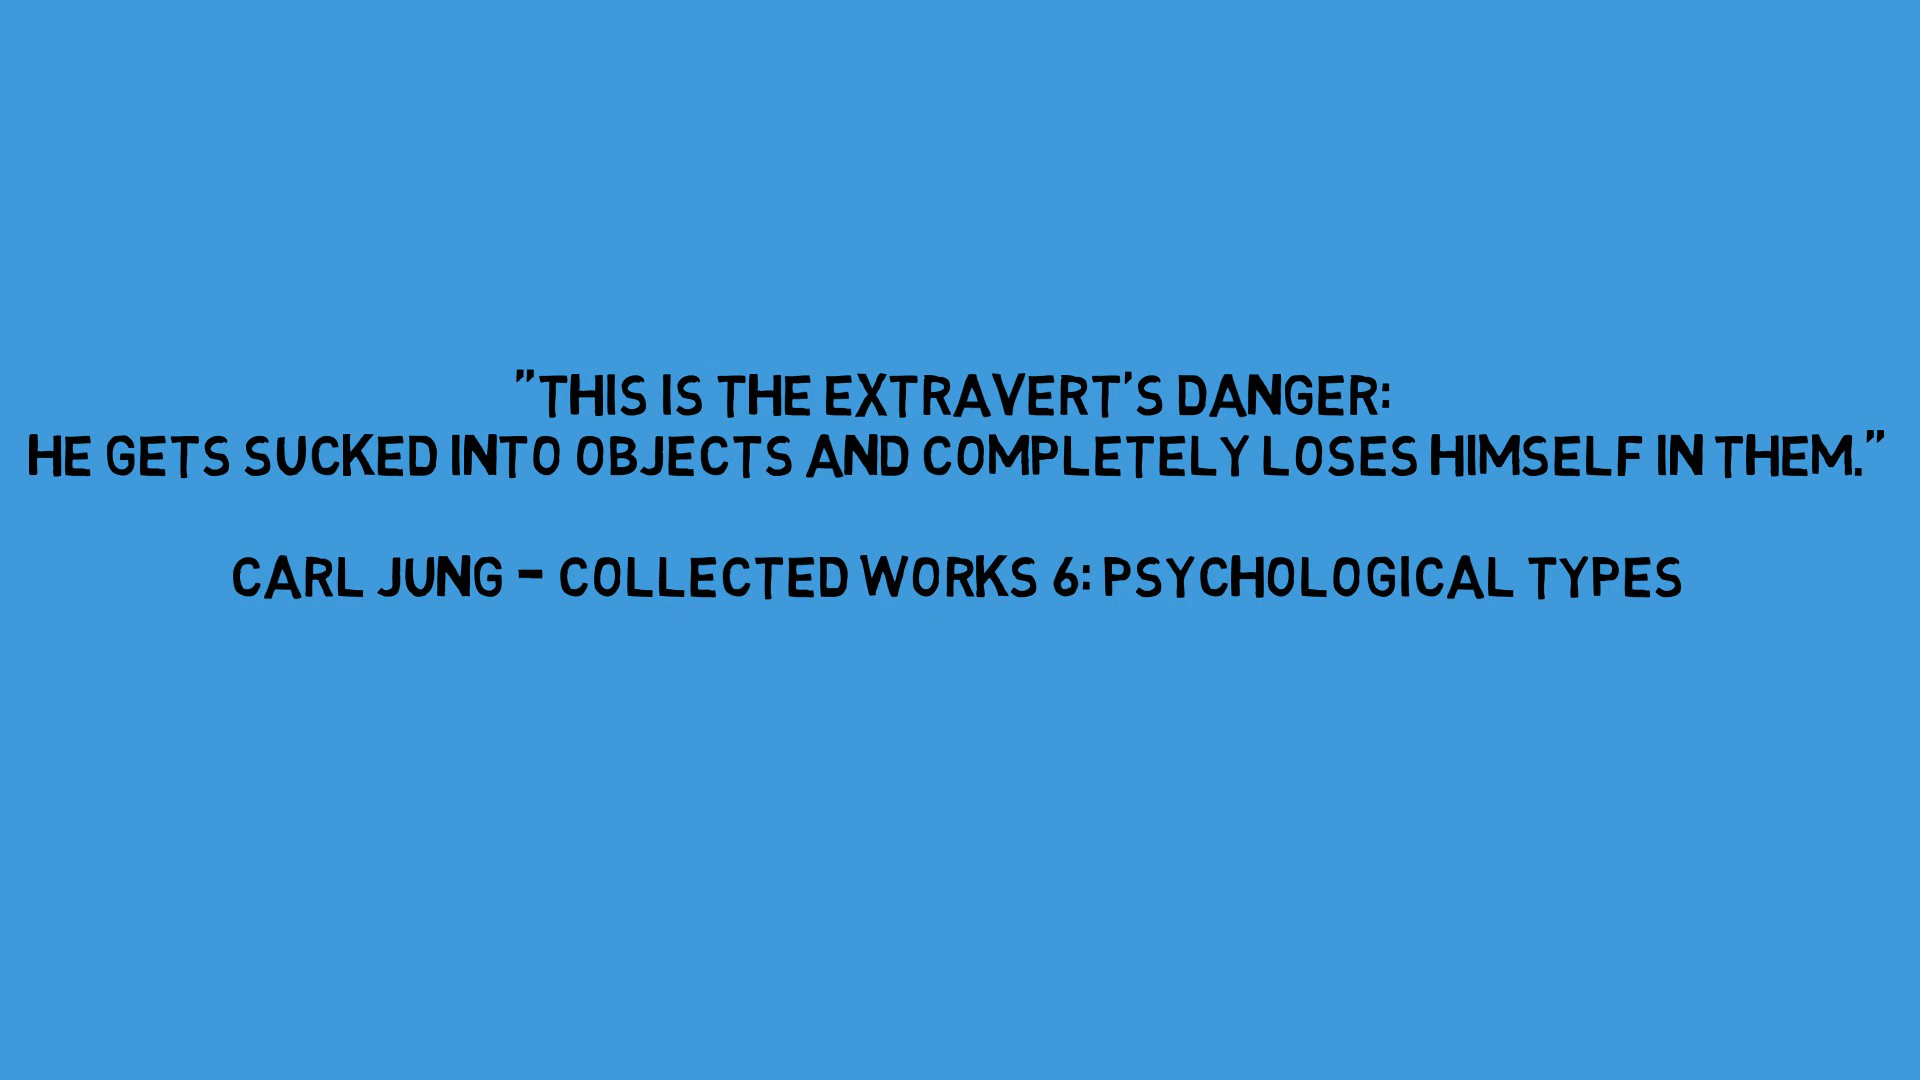 "THIS IS THE EXTRAVERT'S DANGER:
HE GETS SUCKED INTO OBJECTS AND COMPLETELY LOSES HIMSELF IN THEM."
CARL JUNG - COLLECTED WORKS 6: PSYCHOLOGICAL TYPES